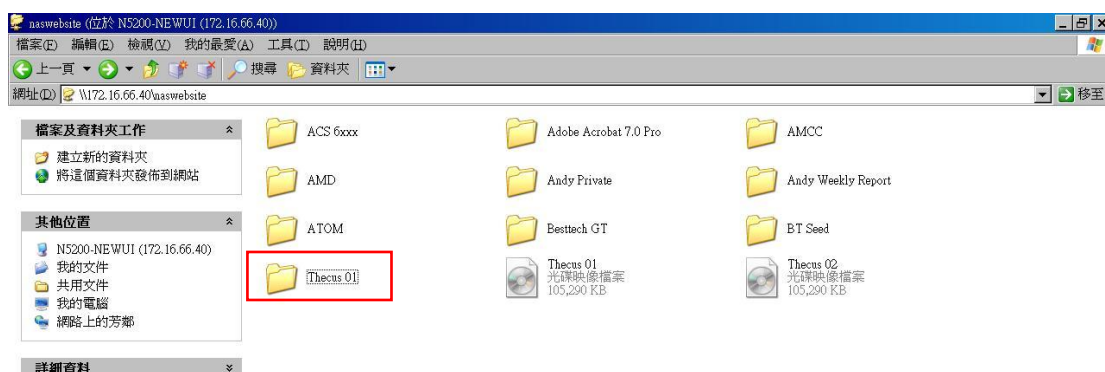 naswebsite (位於 N5200-NEWUI (172.16.66.40))
檔案(F) 編輯(E) 檢視(V) 我的最愛(A) 工具(T) 說明(H)
上一頁 搜尋 資料夾
網址(D) \\172.16.66.40\naswebsite 移至
檔案及資料夾工作
建立新的資料夾
將這個資料夾發佈到網站
其他位置
N5200-NEWUI (172.16.66.40)
我的文件
共用文件
我的電腦
網路上的芳鄰
詳細資料
ACS 6xxx
Adobe Acrobat 7.0 Pro
AMCC
AMD
Andy Private
Andy Weekly Report
ATOM
Besttech GT
BT Seed
Thecus 01
Thecus 01
光碟映像檔案
105,290 KB
Thecus 02
光碟映像檔案
105,290 KB